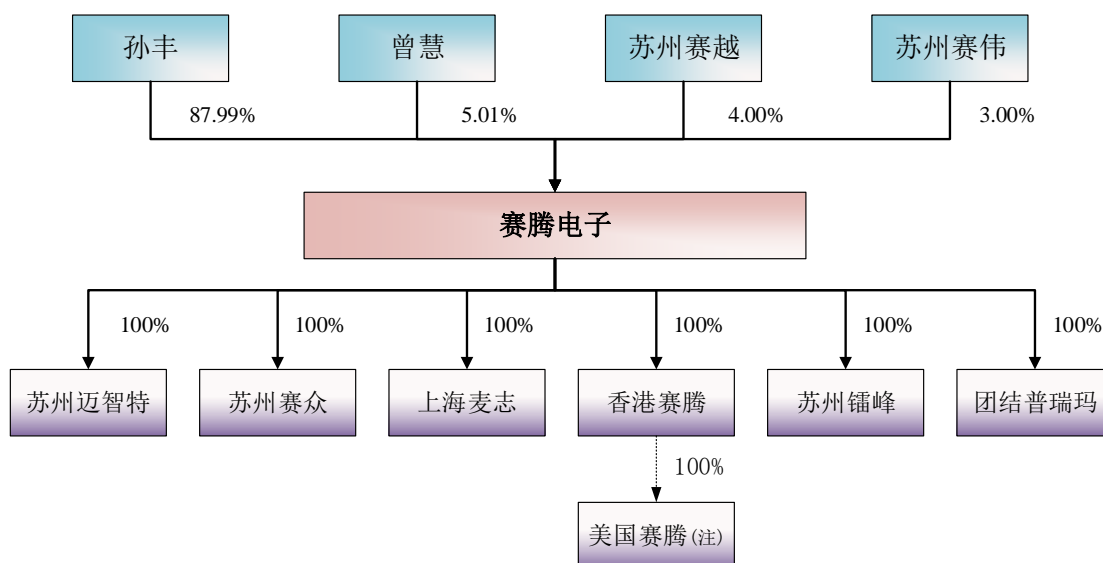 孙丰
曾慧
苏州赛越
苏州赛伟
87.99%
5.01%
4.00%
3.00%
赛腾电子
100%
100%
100%
100%
100%
100%
苏州迈智特
苏州赛众
上海麦志
香港赛腾
苏州镭峰
团结普瑞玛
100%
美国赛腾(注)